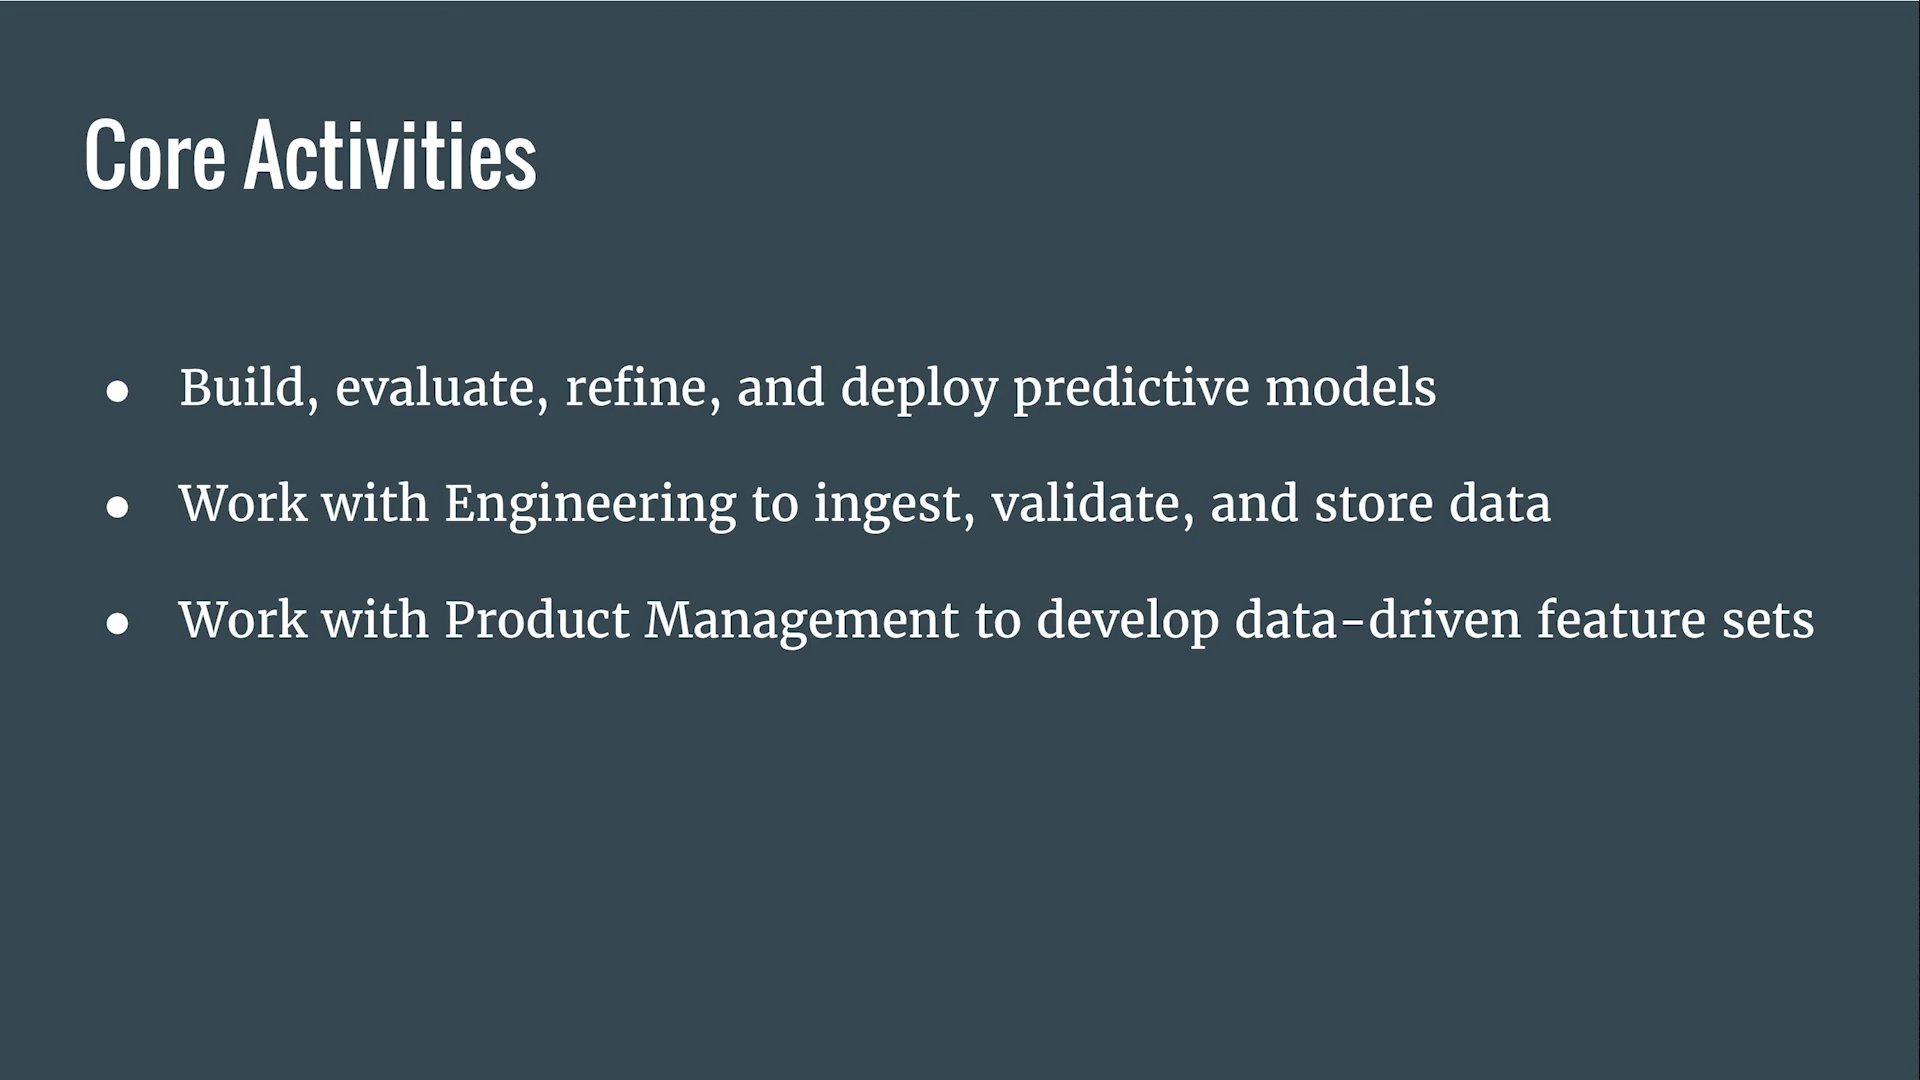 Core Activities
● Build, evaluate, refine, and deploy predictive models
● Work with Engineering to ingest, validate, and store data
● Work with Product Management to develop data-driven feature sets